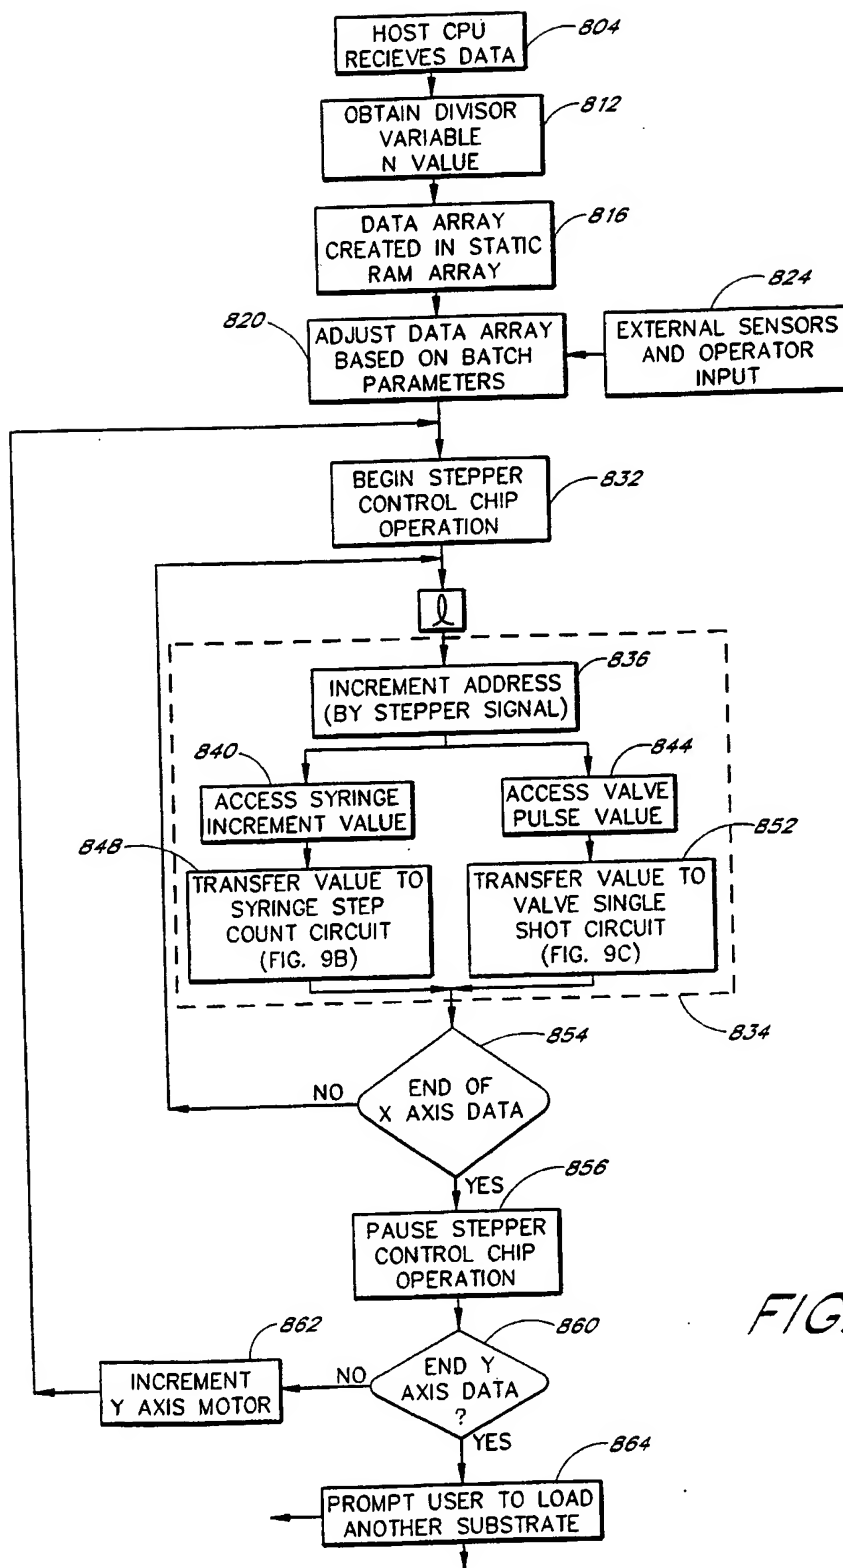 HOST CPU
RECIEVES DATA
804
OBTAIN DIVISOR
VARIABLE
N VALUE
812
DATA ARRAY
CREATED IN STATIC
RAM ARRAY
816
820
ADJUST DATA ARRAY
BASED ON BATCH
PARAMETERS
824
EXTERNAL SENSORS
AND OPERATOR
INPUT
BEGIN STEPPER
CONTROL CHIP
OPERATION
832
l
836
INCREMENT ADDRESS
(BY STEPPER SIGNAL)
840
ACCESS SYRINGE
INCREMENT VALUE
844
ACCESS VALVE
PULSE VALUE
848
TRANSFER VALUE TO
SYRINGE STEP
COUNT CIRCUIT
(FIG. 9B)
852
TRANSFER VALUE TO
VALVE SINGLE
SHOT CIRCUIT
(FIG. 9C)
834
854
END OF
X AXIS DATA
NO
YES
856
PAUSE STEPPER
CONTROL CHIP
OPERATION
860
END Y
AXIS DATA
?
NO
862
INCREMENT
Y AXIS MOTOR
YES
864
PROMPT USER TO LOAD
ANOTHER SUBSTRATE
FIG.